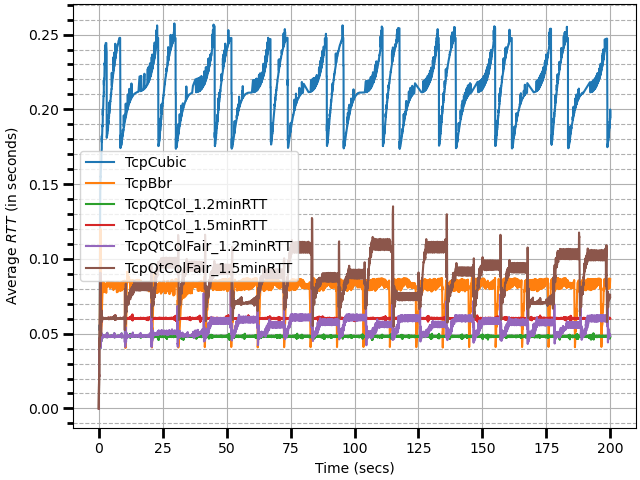 0.25
0.20
0.15
0.10
0.05
0.00
Average RTT (in seconds)
TcpCubic
TcpBbr
TcpQtCol_1.2minRTT
TcpQtCol_1.5minRTT
TcpQtColFair_1.2minRTT
TcpQtColFair_1.5minRTT
0 25 50 75 100 125 150 175 200
Time (secs)